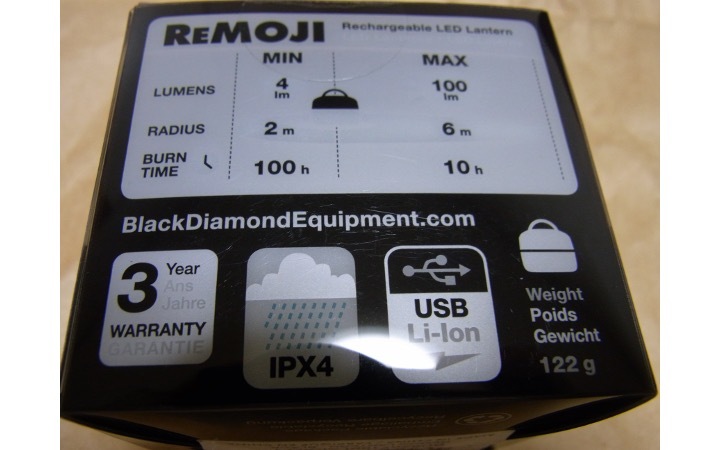 ReMOJI Rechargeable LED Lantern
MIN MAX
LUMENS 4 lm 100 lm
RADIUS 2 m 6 m
BURN TIME 100 h 10 h
BlackDiamondEquipment.com
3 Year
Ans
Jahre
WARRANTY
GARANTIE
IPX4
USB
Li-Ion
Weight
Poids
Gewicht
122 g